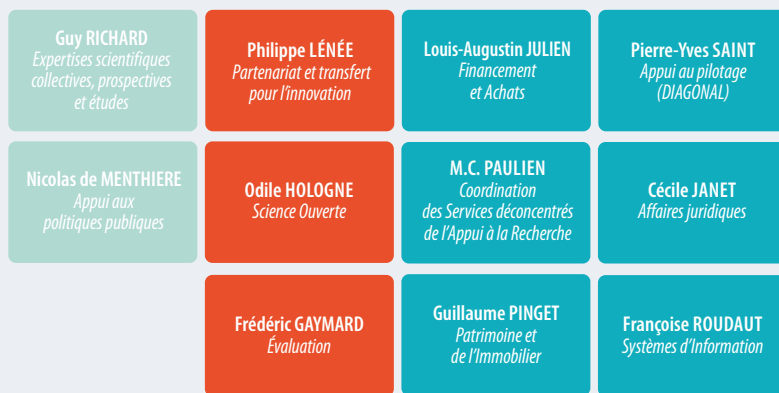 Guy RICHARD
Expertises scientifiques
collectives, prospectives
et études
Philippe LÉNÉE
Partenariat et transfert
pour l'innovation
Louis-Augustin JULIEN
Financement
et Achats
Pierre-Yves SAINT
Appui au pilotage
(DIAGONAL)
Nicolas de MENTHIERE
Appui aux
politiques publiques
Odile HOLOGNE
Science Ouverte
M.C. PAULIEN
Coordination
des Services déconcentrés
de l'Appui à la Recherche
Cécile JANET
Affaires juridiques
Frédéric GAYMARD
Évaluation
Guillaume PINGET
Patrimoine et
de l'Immobilier
Françoise ROUDAUT
Systèmes d'Information